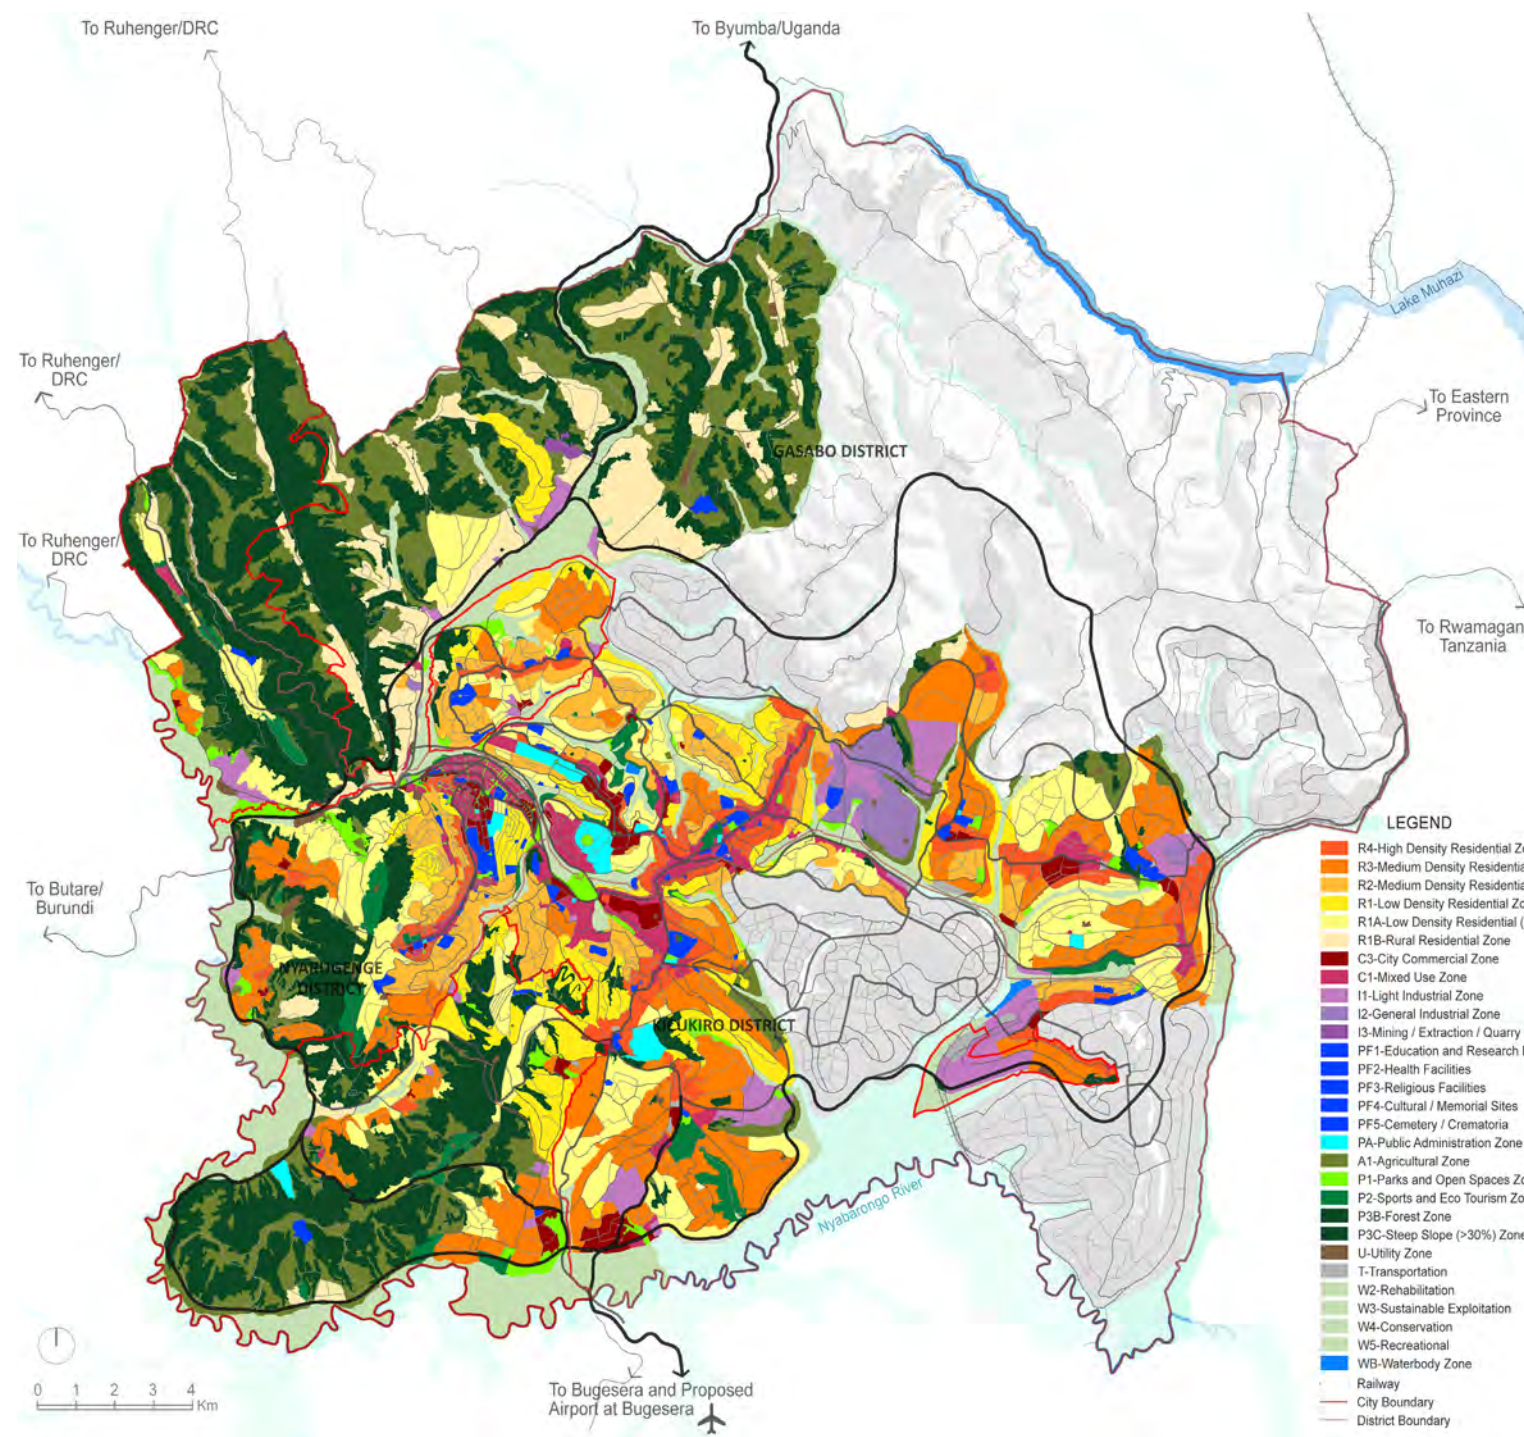 To Ruhenger/DRC
To Byumba/Uganda
Lake Muhazi
To Ruhenger/
DRC
To Eastern
Province
GASABO DISTRICT
To Ruhenger/
DRC
To Rwamagan
Tanzania
To Butare/
Burundi
NYARUGENGE
DISTRICT
KICUKIRO DISTRICT
Nyabarongo River
To Bugesera and Proposed
Airport at Bugesera
0 1 2 3 4
Km
LEGEND
R4-High Density Residential Zo
R3-Medium Density Residentia
R2-Medium Density Residentia
R1-Low Density Residential Zo
R1A-Low Density Residential (
R1B-Rural Residential Zone
C3-City Commercial Zone
C1-Mixed Use Zone
I1-Light Industrial Zone
I2-General Industrial Zone
I3-Mining / Extraction / Quarry
PF1-Education and Research
PF2-Health Facilities
PF3-Religious Facilities
PF4-Cultural / Memorial Sites
PF5-Cemetery / Crematoria
PA-Public Administration Zone
A1-Agricultural Zone
P1-Parks and Open Spaces Zo
P2-Sports and Eco Tourism Zo
P3B-Forest Zone
P3C-Steep Slope (>30%) Zone
U-Utility Zone
T-Transportation
W2-Rehabilitation
W3-Sustainable Exploitation
W4-Conservation
W5-Recreational
WB-Waterbody Zone
Railway
City Boundary
District Boundary